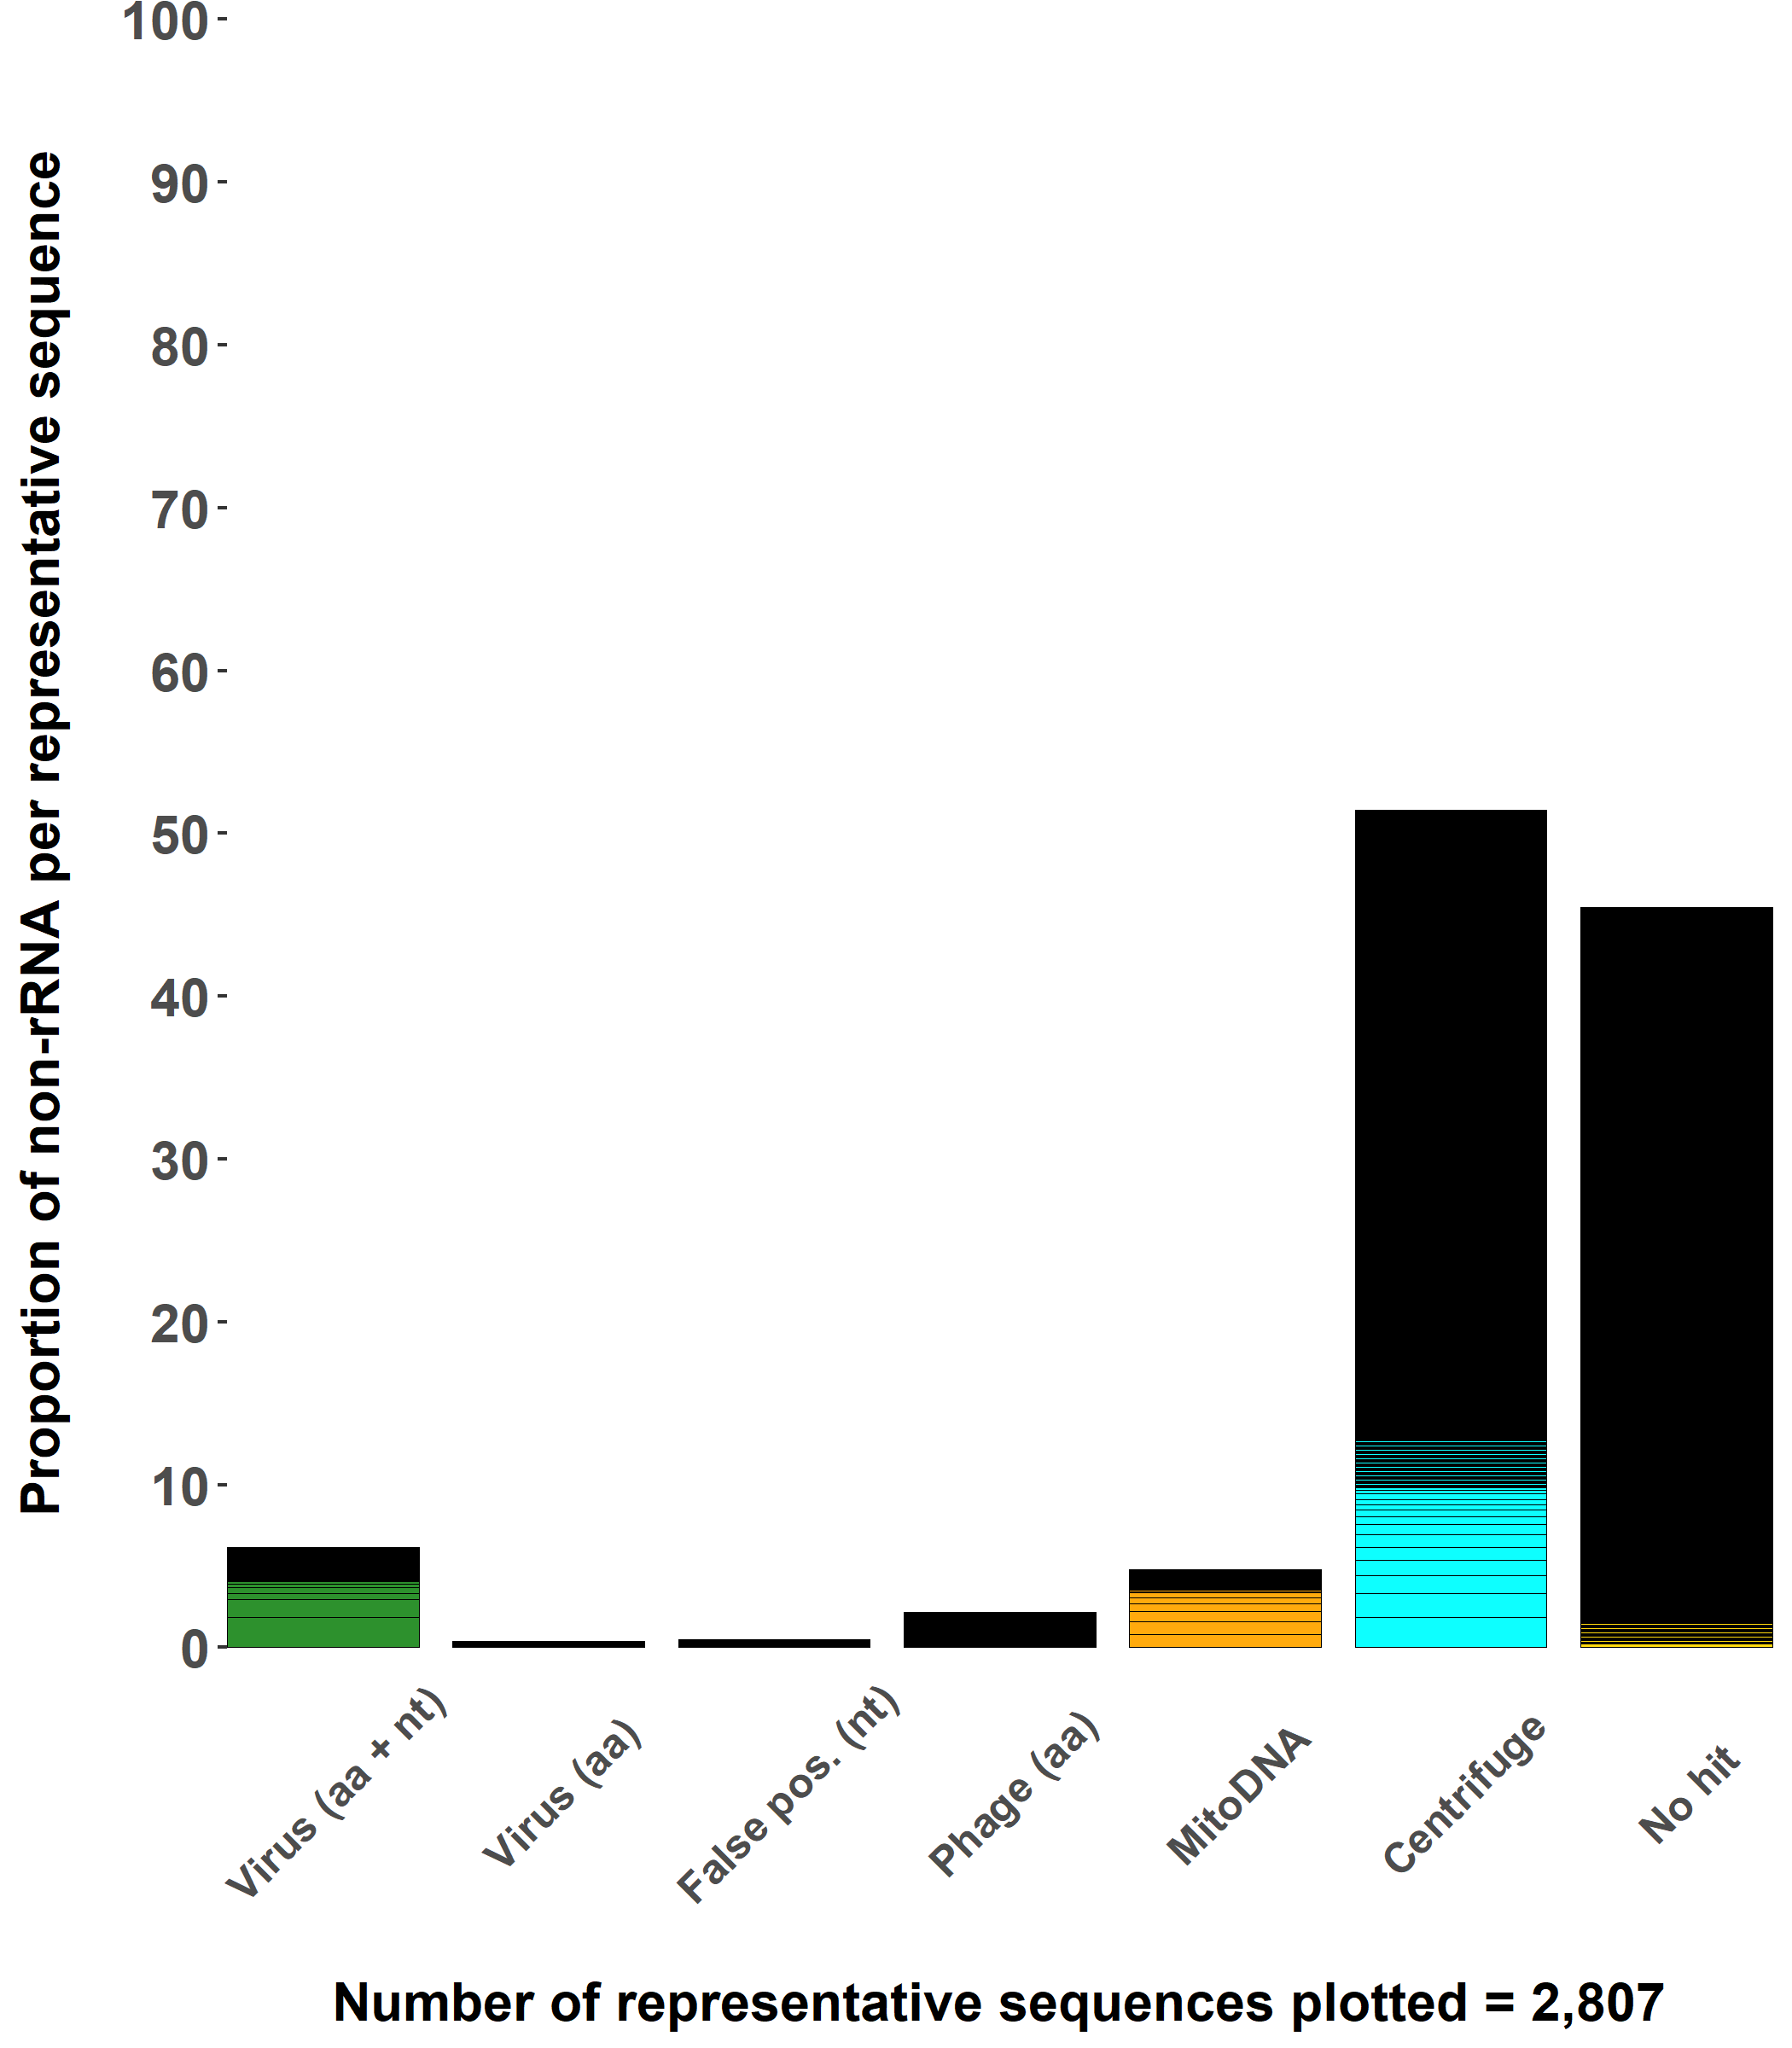 Proportion of non-rRNA per representative sequence
100
90
80
70
60
50
40
30
20
10
0
Virus (aa + nt)
Virus (aa)
False pos. (nt)
Phage (aa)
MitoDNA
Centrifuge
No hit
Number of representative sequences plotted = 2,807